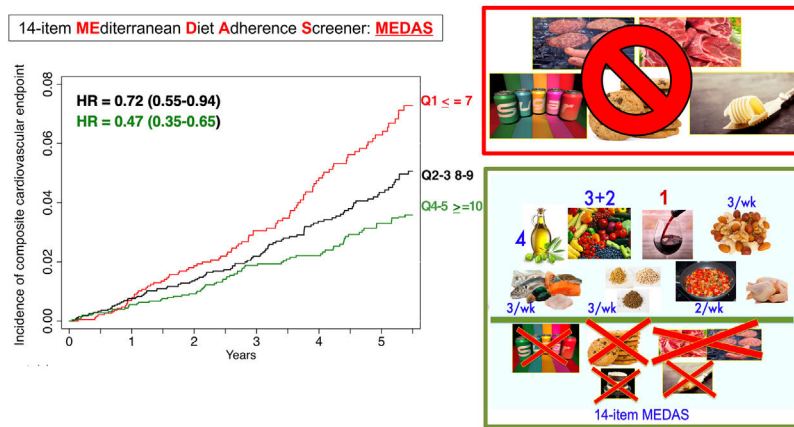 14-item MEditerranean Diet Adherence Screener: MEDAS
Incidence of composite cardiovascular endpoint
0.08
0.06
0.04
0.02
0.00
HR = 0.72 (0.55-0.94)
HR = 0.47 (0.35-0.65)
Q1 < = 7
Q2-3 8-9
Q4-5 >=10
0 1 2 3 4 5
Years
3+2
1
3/wk
4
3/wk
3/wk
2/wk
14-item MEDAS